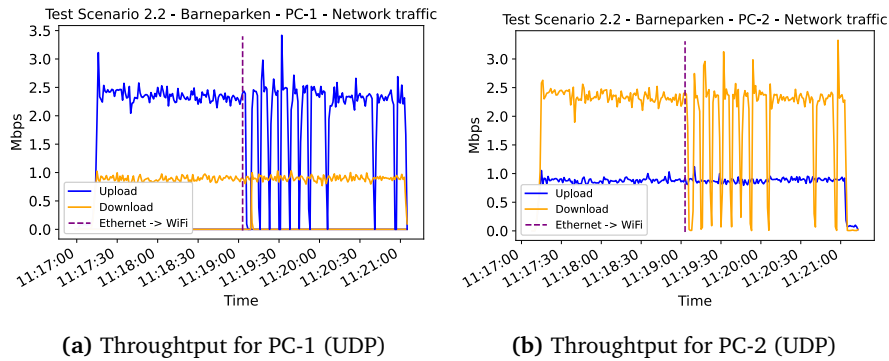 Test Scenario 2.2 - Barneparken - PC-1 - Network traffic
3.5
3.0
2.5
2.0
1.5
1.0
0.5
0.0
Mbps
Upload
Download
Ethernet -> WiFi
11:17:00
11:17:30
11:18:00
11:18:30
11:19:00
11:19:30
11:20:00
11:20:30
11:21:00
Time
(a) Throughtput for PC-1 (UDP)
Test Scenario 2.2 - Barneparken - PC-2 - Network traffic
3.5
3.0
2.5
2.0
1.5
1.0
0.5
0.0
Mbps
Upload
Download
Ethernet -> WiFi
11:17:00
11:17:30
11:18:00
11:18:30
11:19:00
11:19:30
11:20:00
11:20:30
11:21:00
Time
(b) Throughtput for PC-2 (UDP)